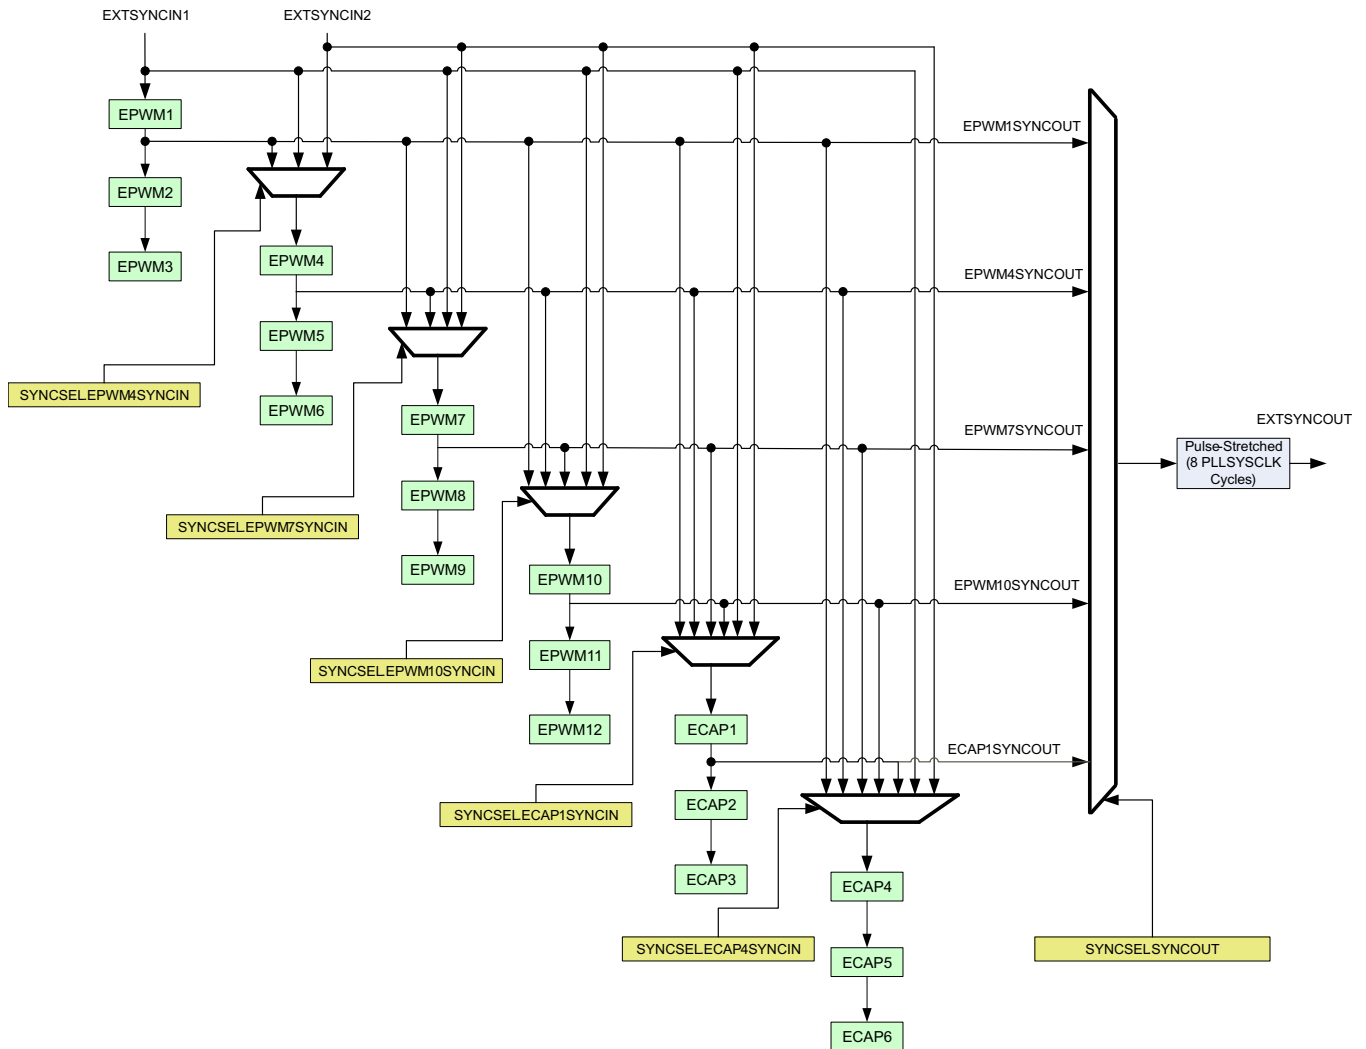 EXTSYNCIN1
EXTSYNCIN2
EPWM1
EPWM1SYNCOUT
EPWM2
EPWM3
EPWM4
EPWM4SYNCOUT
EPWM5
SYNCSELEPWM4SYNCIN
EPWM6
EPWM7
EPWM7SYNCOUT
EXTSYNCOUT
Pulse-Stretched
(8 PLLSYSCLK
Cycles)
EPWM8
SYNCSELEPWM7SYNCIN
EPWM9
EPWM10
EPWM10SYNCOUT
EPWM11
SYNCSELEPWM10SYNCIN
EPWM12
ECAP1
ECAP1SYNCOUT
ECAP2
SYNCSELECAP1SYNCIN
ECAP3
ECAP4
SYNCSELECAP4SYNCIN
SYNCSELSYNCOUT
ECAP5
ECAP6